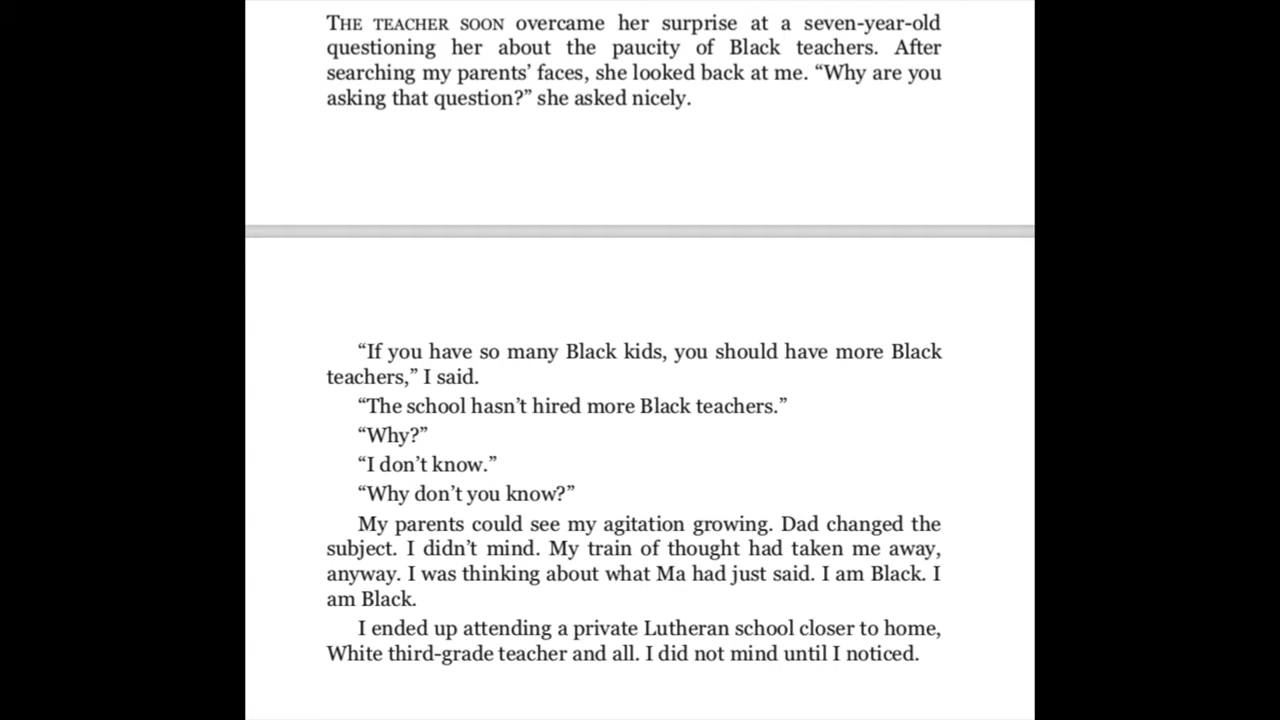 THE TEACHER SOON overcame her surprise at a seven-year-old
questioning her about the paucity of Black teachers. After
searching my parents’ faces, she looked back at me. “Why are you
asking that question?” she asked nicely.
“If you have so many Black kids, you should have more Black
teachers,” I said.
“The school hasn’t hired more Black teachers.”
“Why?”
“I don’t know.”
“Why don’t you know?”
My parents could see my agitation growing. Dad changed the
subject. I didn’t mind. My train of thought had taken me away,
anyway. I was thinking about what Ma had just said. I am Black. I
am Black.
I ended up attending a private Lutheran school closer to home,
White third-grade teacher and all. I did not mind until I noticed.